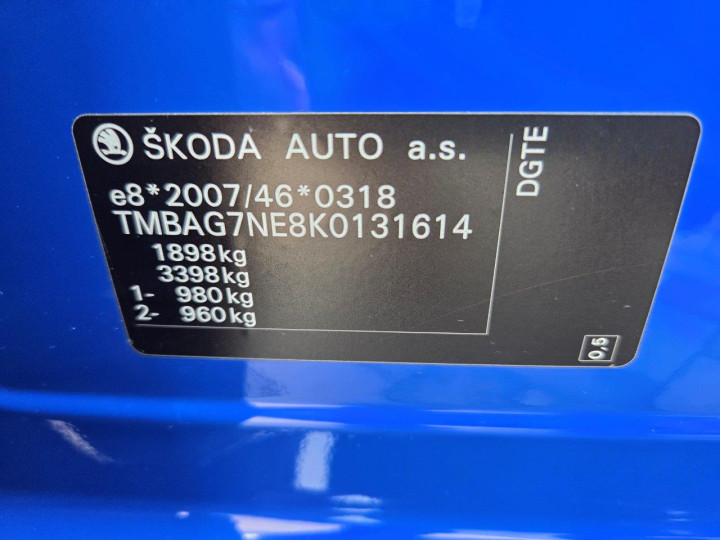 ŠKODA AUTO a.s.
e8*2007/46*0318
TMBAG7NE8K0131614
1898kg
3398kg
1- 980kg
2- 960kg
DGTE
0,5